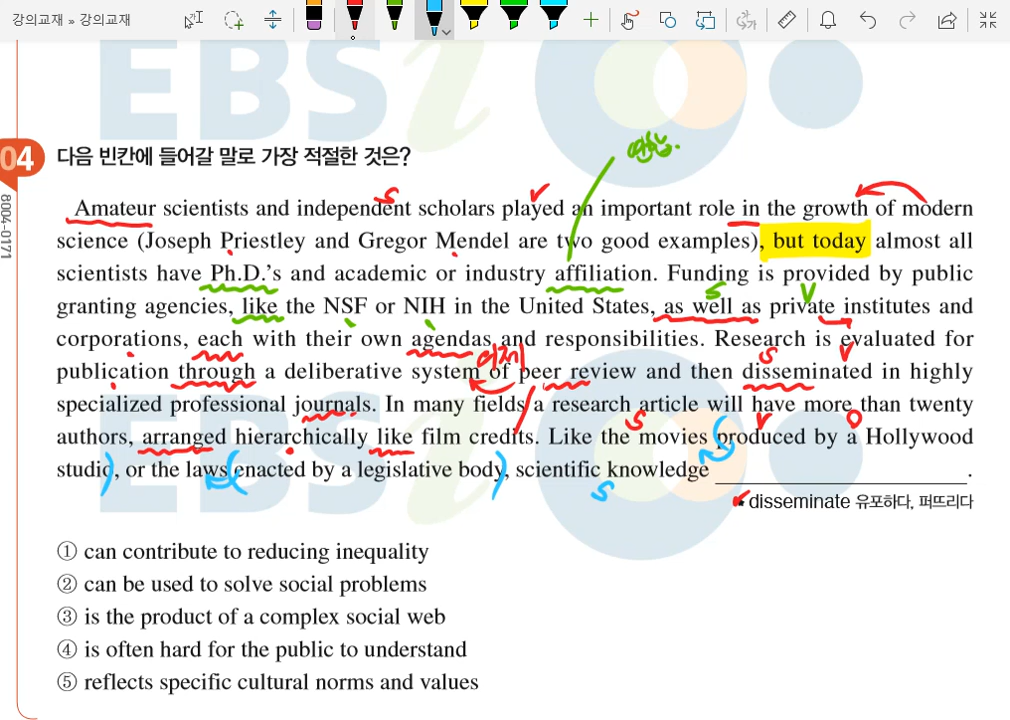 강의교재 » 강의교재
EBSi
04
다음 빈칸에 들어갈 말로 가장 적절한 것은?
8004-0171
Amateur scientists and independent scholars played an important role in the growth of modern
science (Joseph Priestley and Gregor Mendel are two good examples), but today almost all
scientists have Ph.D.'s and academic or industry affiliation. Funding is provided by public
granting agencies, like the NSF or NIH in the United States, as well as private institutes and
corporations, each with their own agendas and responsibilities. Research is evaluated for
publication through a deliberative system of peer review and then disseminated in highly
specialized professional journals. In many fields a research article will have more than twenty
authors, arranged hierarchically like film credits. Like the movies produced by a Hollywood
studio, or the laws enacted by a legislative body, scientific knowledge ____________.
* disseminate 유포하다, 퍼뜨리다
EBSi
① can contribute to reducing inequality
② can be used to solve social problems
③ is the product of a complex social web
④ is often hard for the public to understand
⑤ reflects specific cultural norms and values